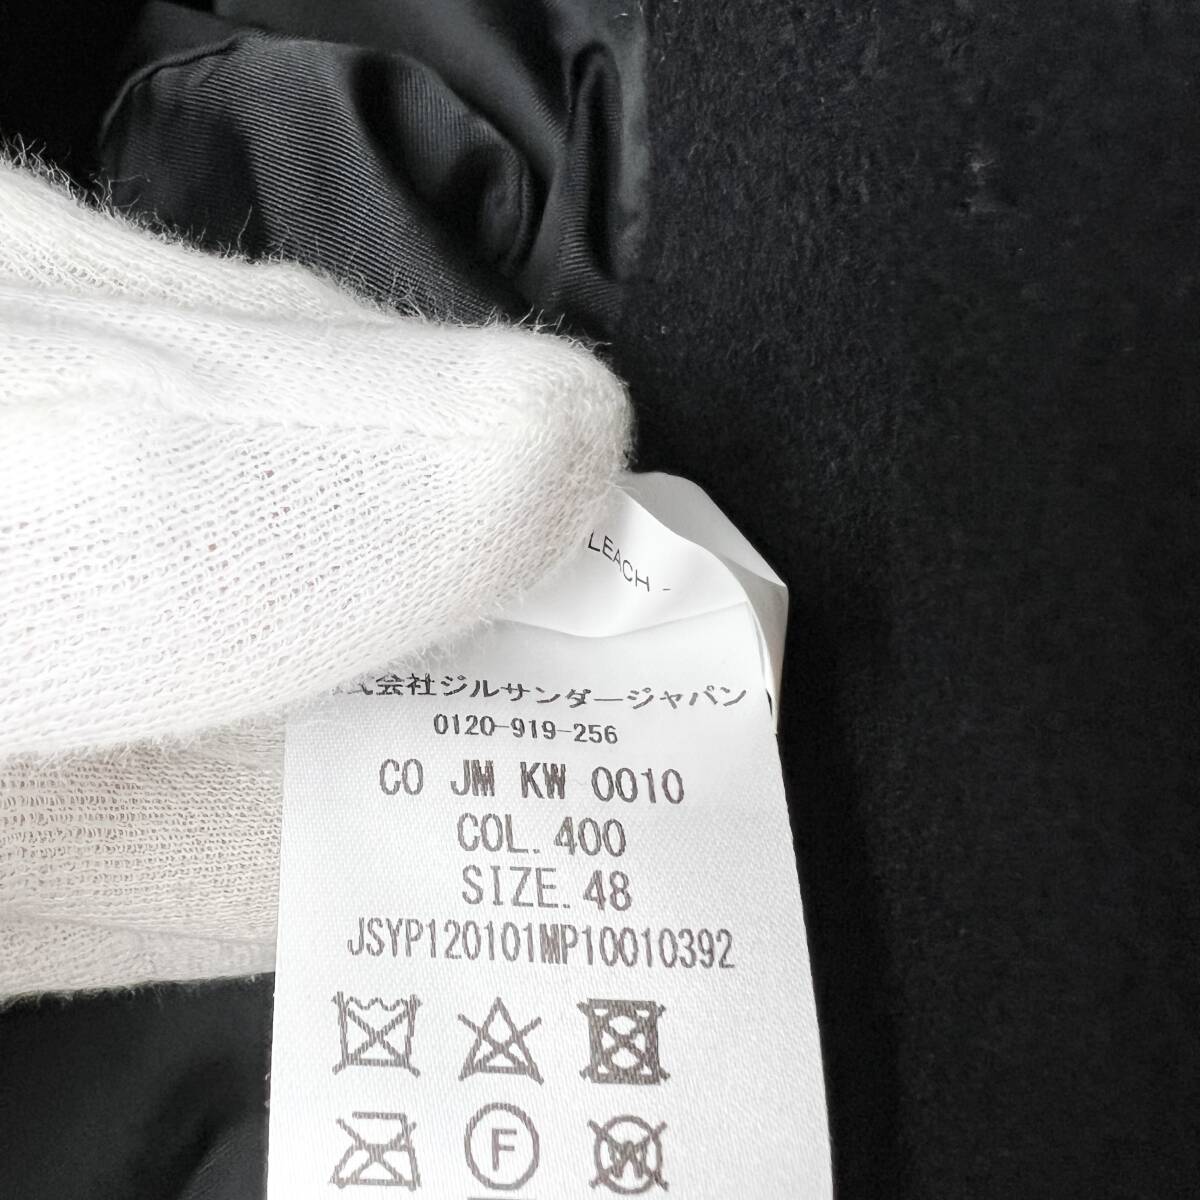 LEACH -
式会社ジルサンダージャパン
0120-919-256
CO JM KW 0010
COL. 400
SIZE. 48
JSYP120101MP10010392
F
W